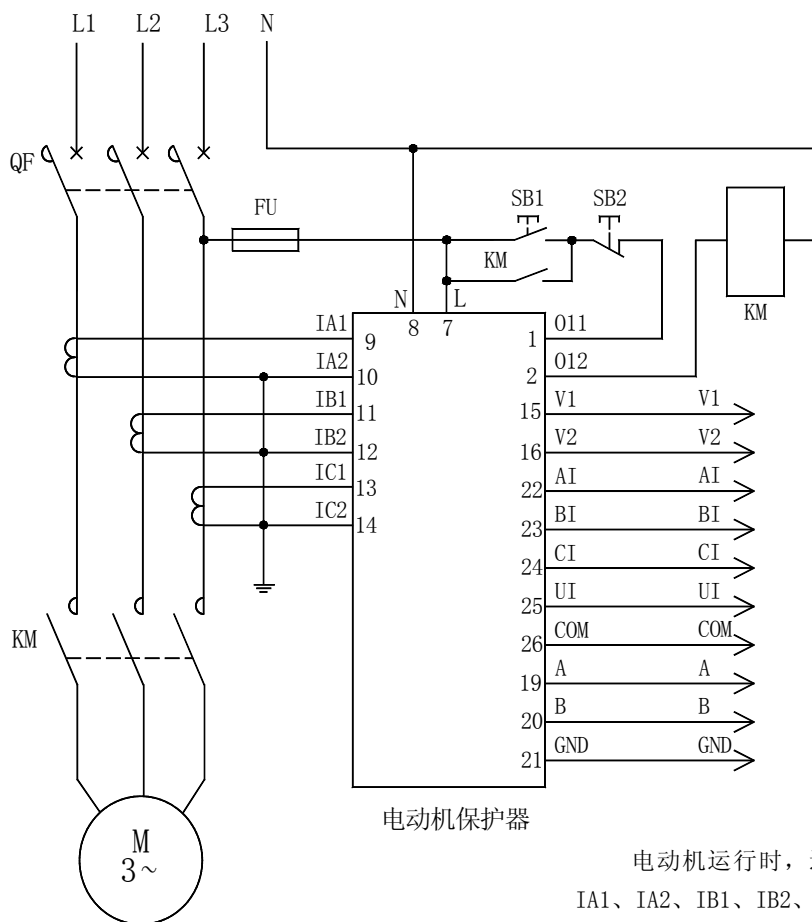 L1 L2 L3 N
QF
FU
SB1 SB2
KM
KM
N L
8 7
IA1
9
IA2
10
IB1
11
IB2
12
IC1
13
IC2
14
1 011
2 012
15 V1 V1
16 V2 V2
22 AI AI
23 BI BI
24 CI CI
25 UI UI
26 COM COM
19 A A
20 B B
21 GND GND
KM
电动机保护器
M
3~
电动机运行时，
IA1、IA2、IB1、IB2、